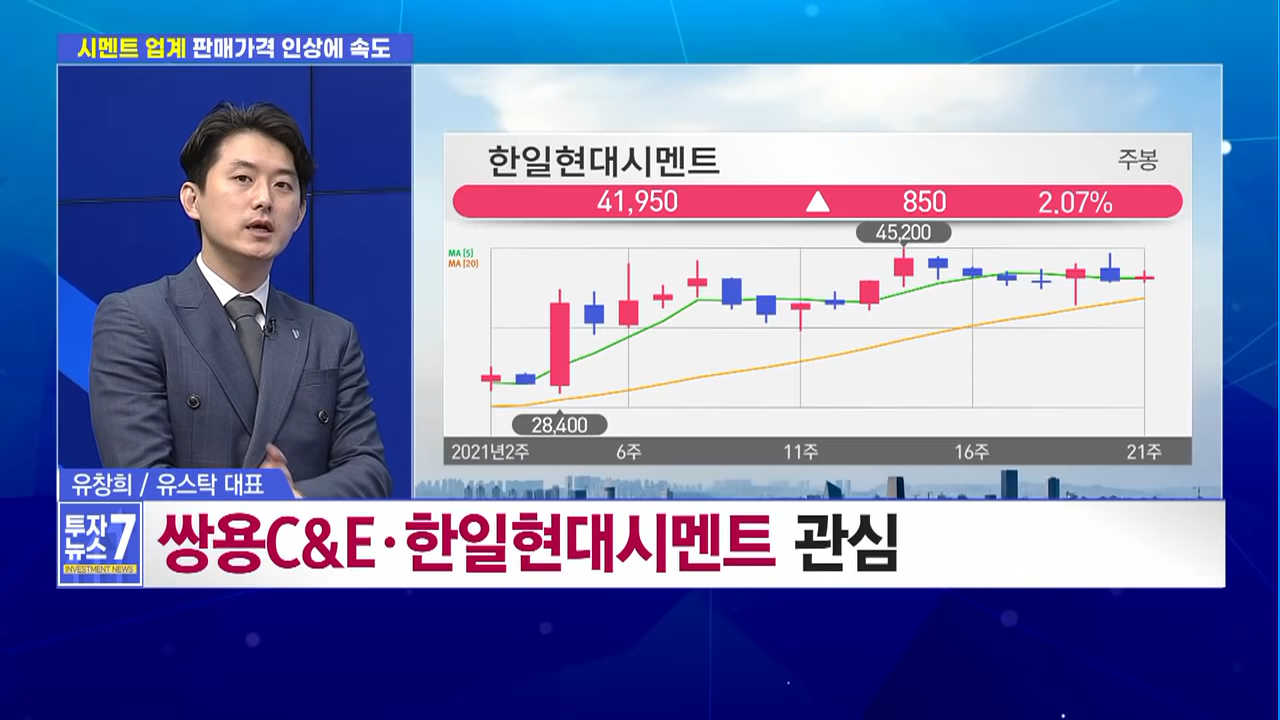 시멘트 업계 판매가격 인상에 속도
한일현대시멘트
주봉
41,950 ▲ 850 2.07%
45,200
MA [5]
MA [20]
28,400
2021년2주 6주 11주 16주 21주
유창희 / 유스탁 대표
투자
뉴스7
INVESTMENT NEWS
쌍용C&E·한일현대시멘트 관심